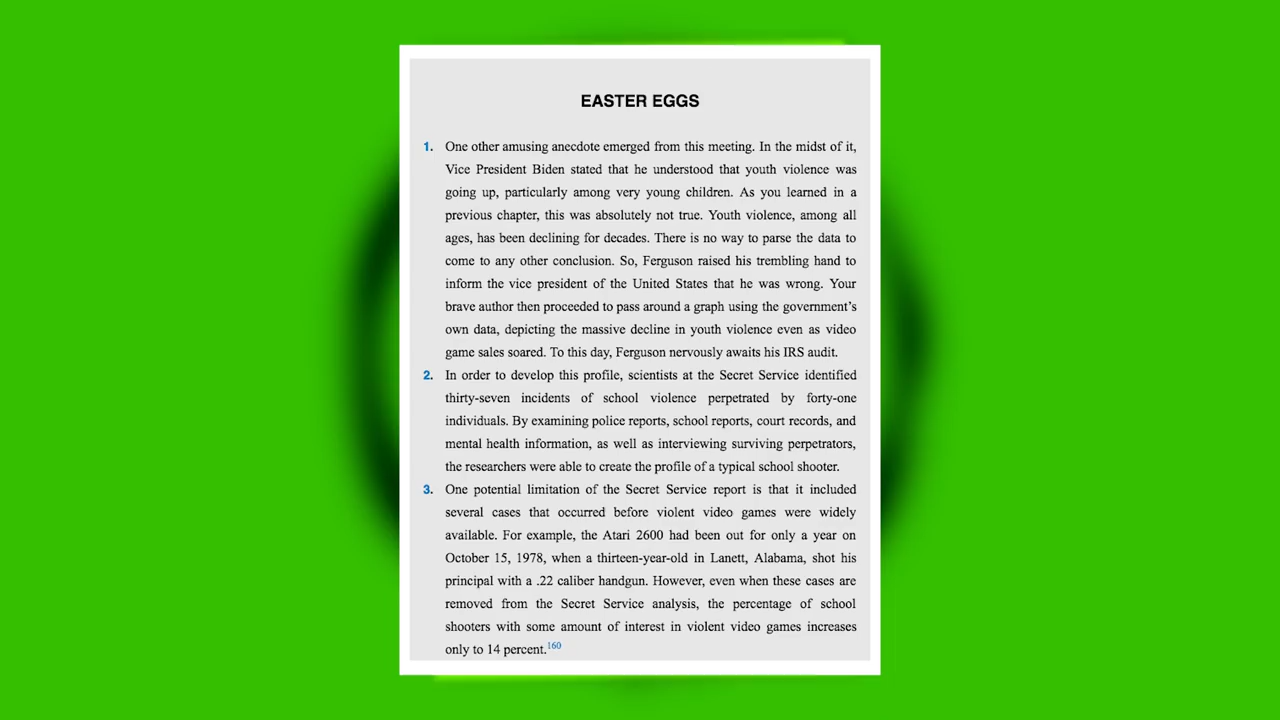 EASTER EGGS
1. One other amusing anecdote emerged from this meeting. In the midst of it,
Vice President Biden stated that he understood that youth violence was
going up, particularly among very young children. As you learned in a
previous chapter, this was absolutely not true. Youth violence, among all
ages, has been declining for decades. There is no way to parse the data to
come to any other conclusion. So, Ferguson raised his trembling hand to
inform the vice president of the United States that he was wrong. Your
brave author then proceeded to pass around a graph using the government’s
own data, depicting the massive decline in youth violence even as video
game sales soared. To this day, Ferguson nervously awaits his IRS audit.
2. In order to develop this profile, scientists at the Secret Service identified
thirty-seven incidents of school violence perpetrated by forty-one
individuals. By examining police reports, school reports, court records, and
mental health information, as well as interviewing surviving perpetrators,
the researchers were able to create the profile of a typical school shooter.
3. One potential limitation of the Secret Service report is that it included
several cases that occurred before violent video games were widely
available. For example, the Atari 2600 had been out for only a year on
October 15, 1978, when a thirteen-year-old in Lanett, Alabama, shot his
principal with a .22 caliber handgun. However, even when these cases are
removed from the Secret Service analysis, the percentage of school
shooters with some amount of interest in violent video games increases
only to 14 percent.160